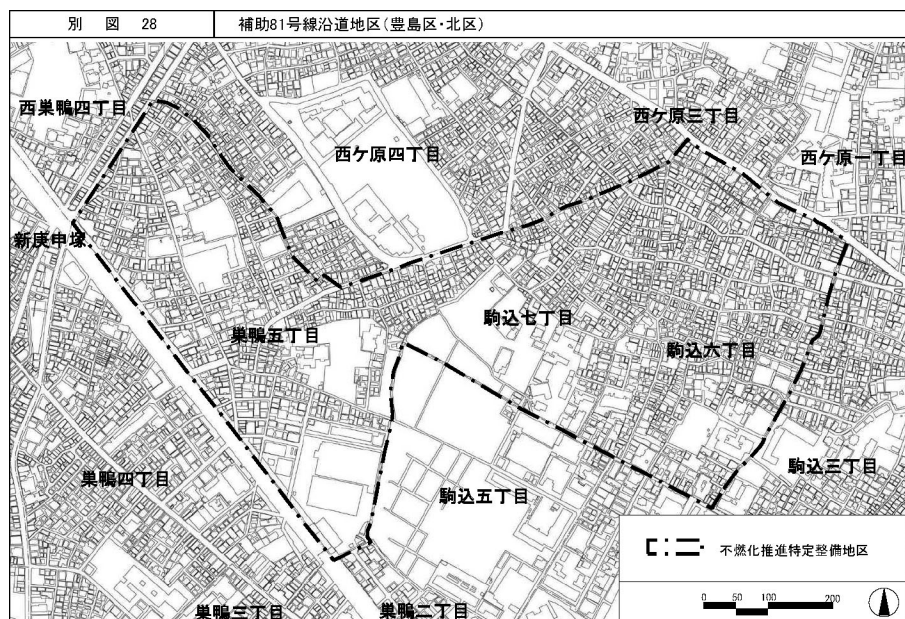 別 図 28
補助81号線沿道地区(豊島区・北区)
西巣鴨四丁目
西ケ原三丁目
西ケ原四丁目
西ケ原一丁目
新庚申塚
駒込七丁目
巣鴨五丁目
駒込六丁目
駒込三丁目
巣鴨四丁目
駒込五丁目
不燃化推進特定整備地区
巣鴨三丁目
巣鴨二丁目
0 50 100 200